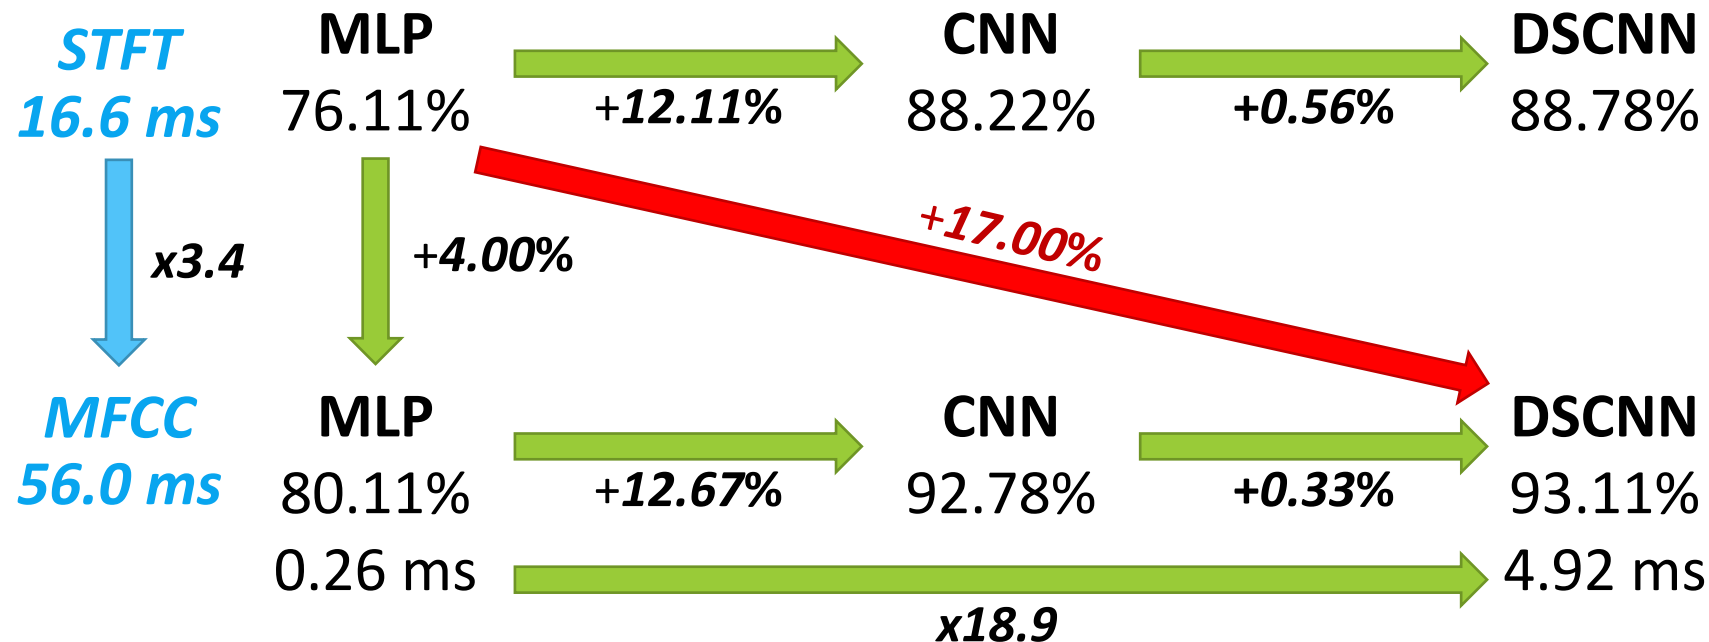 STFT
16.6 ms
MLP
76.11%
+12.11%
CNN
88.22%
+0.56%
DSCNN
88.78%
x3.4
+4.00%
+17.00%
MFCC
56.0 ms
MLP
80.11%
0.26 ms
+12.67%
CNN
92.78%
+0.33%
DSCNN
93.11%
4.92 ms
x18.9